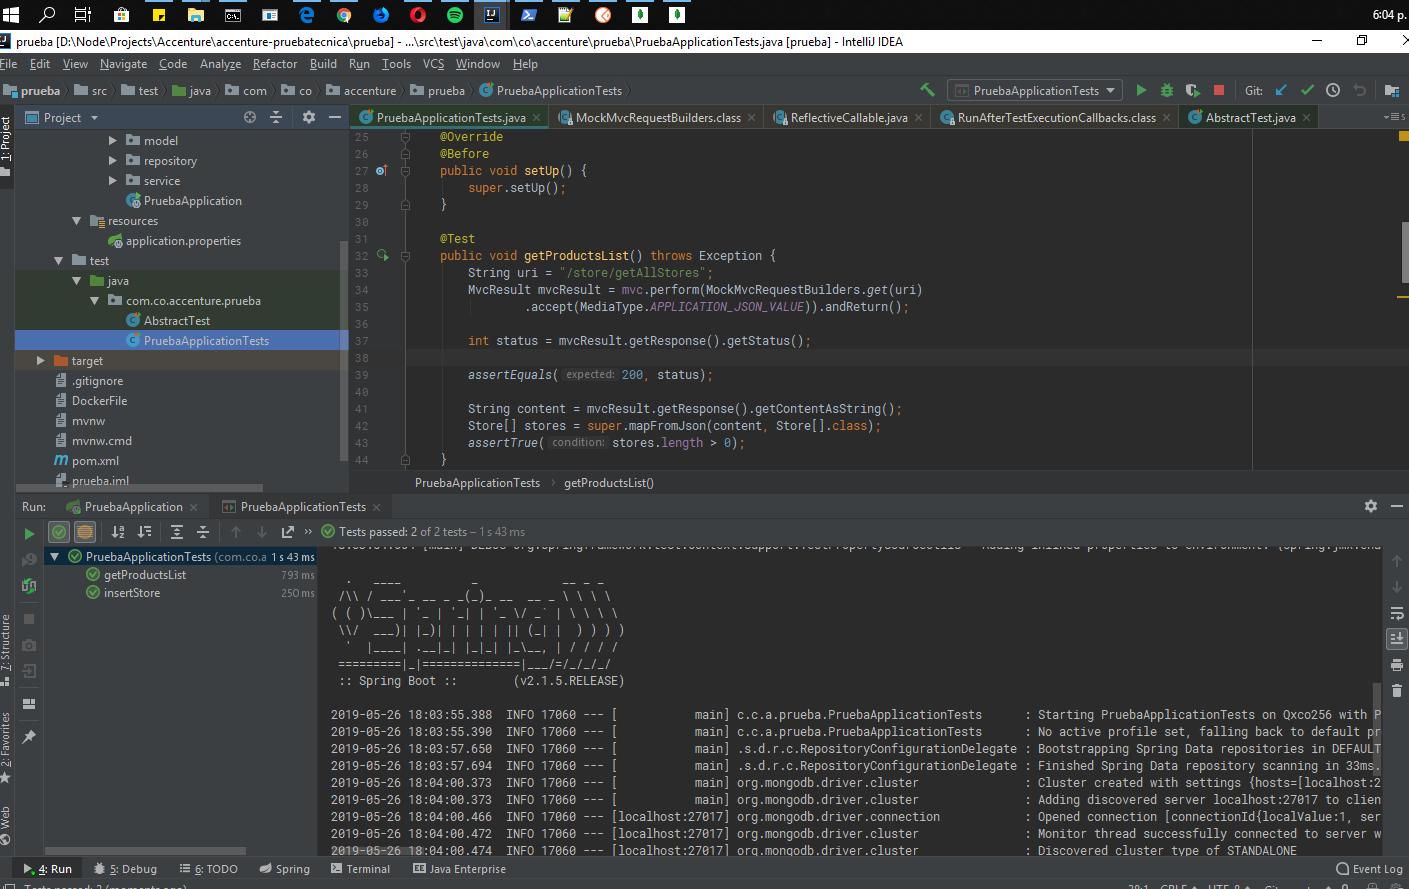 6:04 p.
prueba [D:\Node\Projects\Accenture\accenture-pruebatecnica\prueba] - ...\src\test\java\com\co\accenture\prueba\PruebaApplicationTests.java [prueba] - IntelliJ IDEA
File Edit View Navigate Code Analyze Refactor Build Run Tools VCS Window Help
prueba src test java com co accenture prueba PruebaApplicationTests
PruebaApplicationTests Git:
Project
PruebaApplicationTests.java MockMvcRequestBuilders.class ReflectiveCallable.java RunAfterTestExecutionCallbacks.class AbstractTest.java
1: Project
model
repository
service
PruebaApplication
resources
application.properties
test
java
com.co.accenture.prueba
AbstractTest
PruebaApplicationTests
target
.gitignore
DockerFile
mvnw
mvnw.cmd
pom.xml
prueba.iml
25 @Override
26 @Before
27 public void setUp() {
28 super.setUp();
29 }
30
31 @Test
32 public void getProductsList() throws Exception {
33 String uri = "/store/getAllStores";
34 MvcResult mvcResult = mvc.perform(MockMvcRequestBuilders.get(uri)
35 .accept(MediaType.APPLICATION_JSON_VALUE)).andReturn();
36
37 int status = mvcResult.getResponse().getStatus();
38
39 assertEquals( expected: 200, status);
40
41 String content = mvcResult.getResponse().getContentAsString();
42 Store[] stores = super.mapFromJson(content, Store[].class);
43 assertTrue( condition: stores.length > 0);
44 }
PruebaApplicationTests getProductsList()
Run: PruebaApplication PruebaApplicationTests
Tests passed: 2 of 2 tests – 1 s 43 ms
PruebaApplicationTests (com.co.a 1 s 43 ms
getProductsList 793 ms
insertStore 250 ms
:: Spring Boot :: (v2.1.5.RELEASE)
2019-05-26 18:03:55.388 INFO 17060 --- [ main] c.c.a.prueba.PruebaApplicationTests : Starting PruebaApplicationTests on Qxco256 with P
2019-05-26 18:03:55.390 INFO 17060 --- [ main] c.c.a.prueba.PruebaApplicationTests : No active profile set, falling back to default pr
2019-05-26 18:03:57.650 INFO 17060 --- [ main] .s.d.r.c.RepositoryConfigurationDelegate : Bootstrapping Spring Data repositories in DEFAULT
2019-05-26 18:03:57.694 INFO 17060 --- [ main] .s.d.r.c.RepositoryConfigurationDelegate : Finished Spring Data repository scanning in 33ms.
2019-05-26 18:04:00.373 INFO 17060 --- [ main] org.mongodb.driver.cluster : Cluster created with settings {hosts=[localhost:2
2019-05-26 18:04:00.373 INFO 17060 --- [ main] org.mongodb.driver.cluster : Adding discovered server localhost:27017 to clien
2019-05-26 18:04:00.466 INFO 17060 --- [localhost:27017] org.mongodb.driver.connection : Opened connection [connectionId{localValue:1, ser
2019-05-26 18:04:00.472 INFO 17060 --- [localhost:27017] org.mongodb.driver.cluster : Monitor thread successfully connected to server w
2019-05-26 18:04:00.474 INFO 17060 --- [localhost:27017] org.mongodb.driver.cluster : Discovered cluster type of STANDALONE
7: Structure
2: Favorites
Web
4: Run 5: Debug 6: TODO Spring Terminal Java Enterprise Event Log